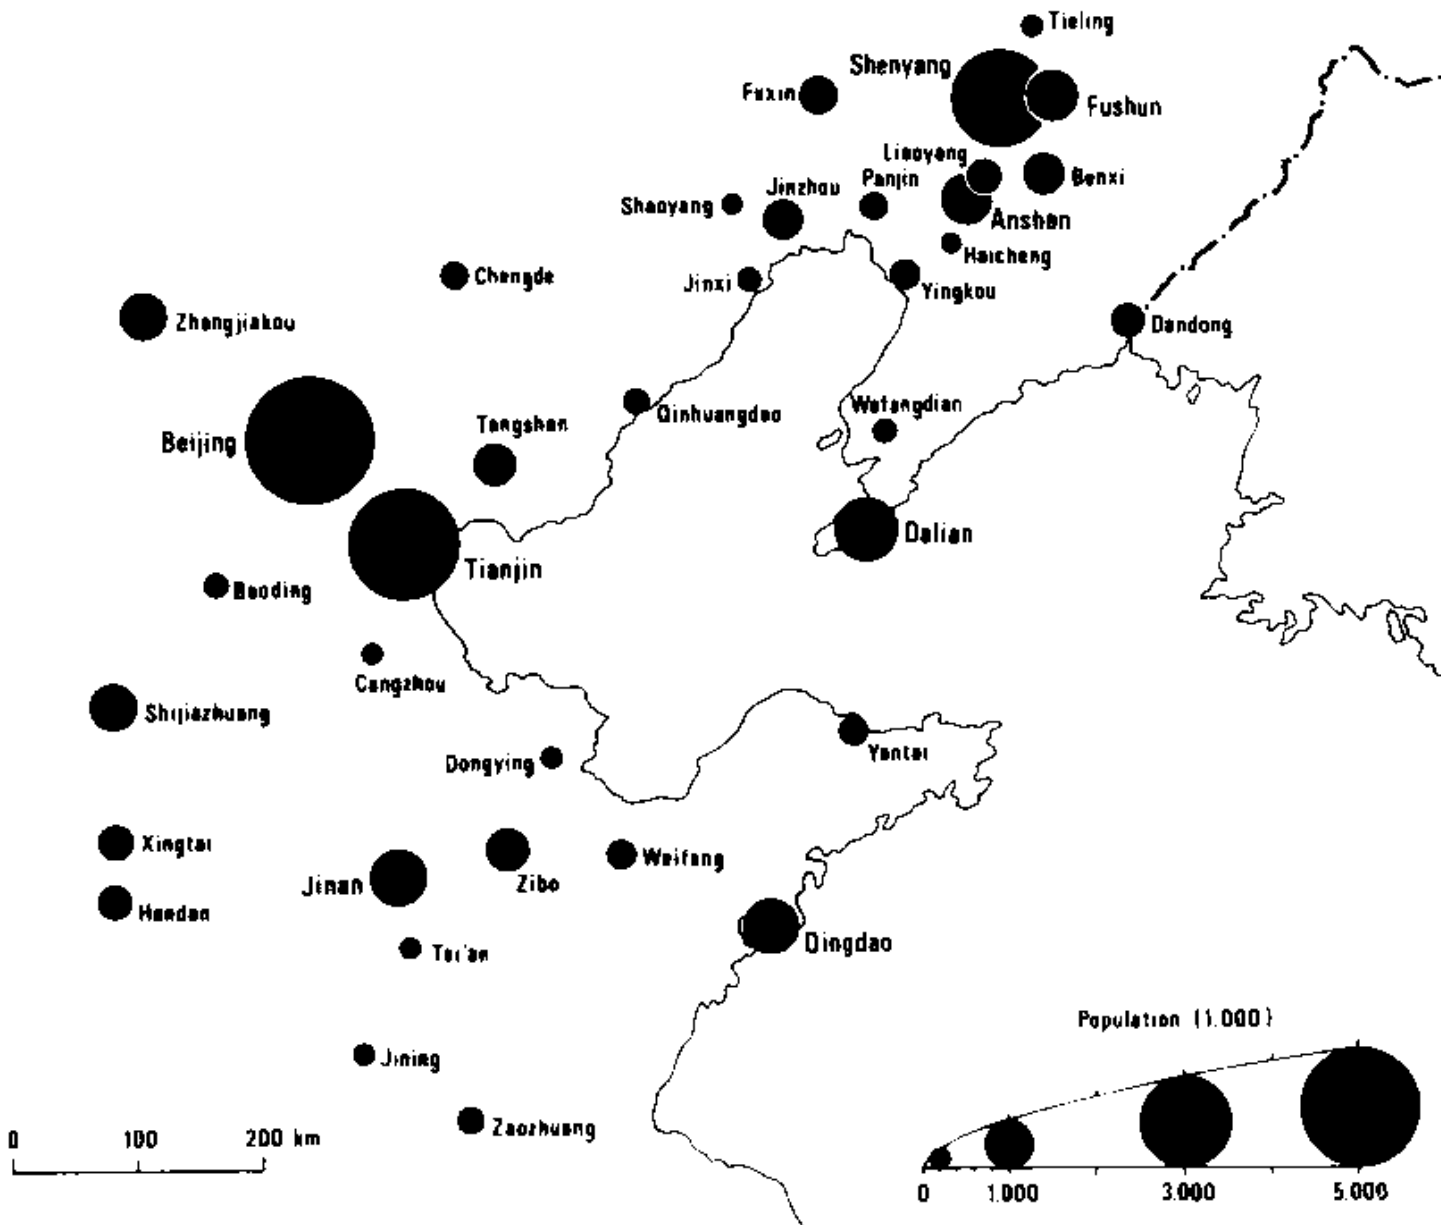 Tieling
Shenyang
Fuxin
Fushun
Liaoyang
Benxi
Panjin
Jinzhou
Shaoyang
Anshan
Haicheng
Chengde
Jinxi
Yingkou
Zhangjiakou
Dandong
Qinhuangdao
Wafangdian
Tangshan
Beijing
Dalian
Tianjin
Baoding
Cangzhou
Shijiazhuang
Yantai
Dongying
Xingtai
Weifang
Jinan
Zibo
Handan
Tai'an
Qingdao
Population (1.000)
Jining
Zaozhuang
0 100 200 km
0 1.000 3.000 5.000